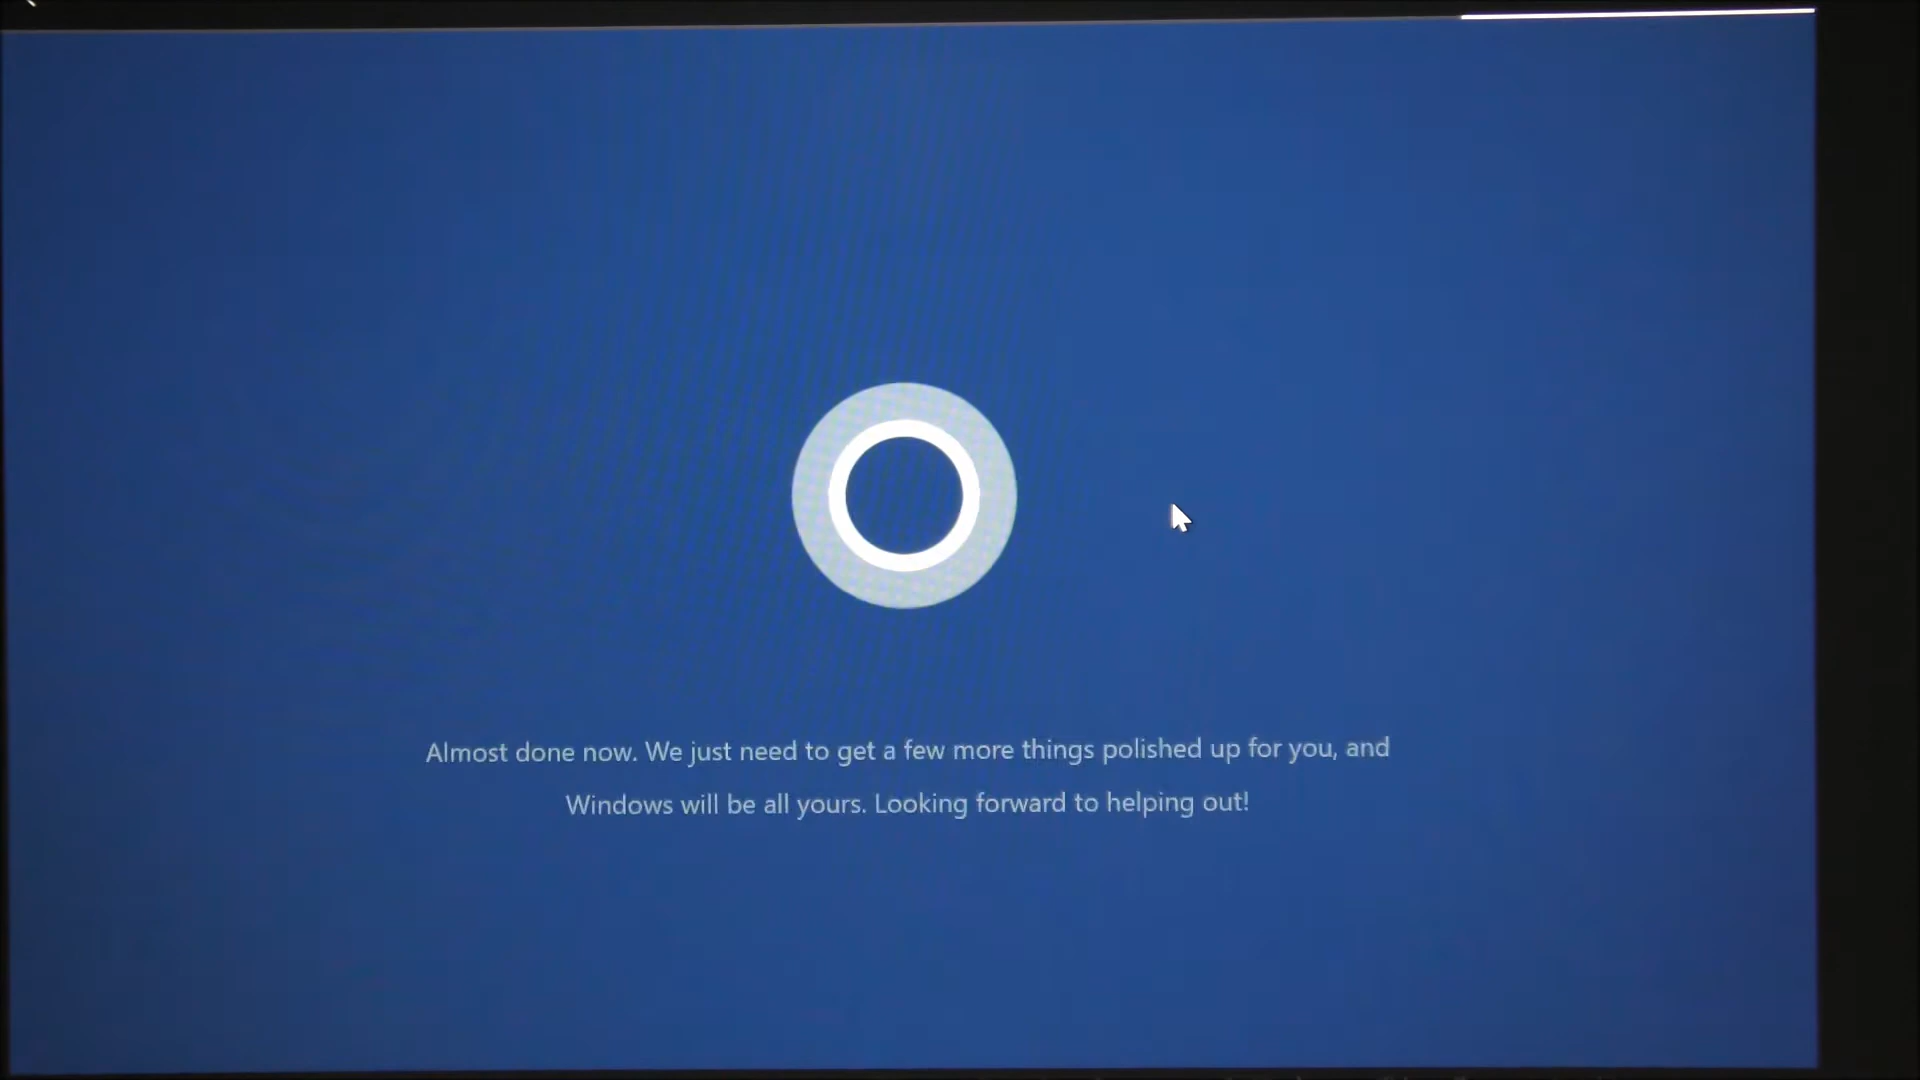 Almost done now. We just need to get a few more things polished up for you, and
Windows will be all yours. Looking forward to helping out!